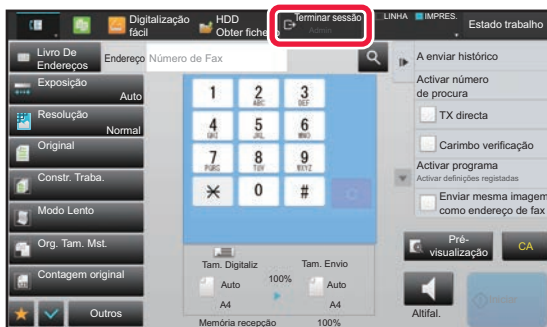 Digitalização
fácil
HDD
Obter
Terminar sessão
Admin
LINHA
IMPRES.
Estado trabalho
Livro De
Endereços
Endereço
Número de Fax
Exposição
Auto
Resolução
Normal
Original
Constr. Traba.
Modo Lento
Org. Tam. Mst.
Contagem original
Outros
1
2
ABC
3
DEF
4
GHI
5
JKL
6
MNO
7
PQRS
8
TUV
9
WXYZ
0
#
C
Tam. Digitaliz
Auto
A4
100%
Tam. Envio
Auto
A4
Memória recepção
100%
A enviar histórico
Activar número
de procura
TX directa
Carimbo verificação
Activar programa
Activar definições registadas
Enviar mesma imagem
como endereço de fax
Pré-
visualização
CA
Altifal.